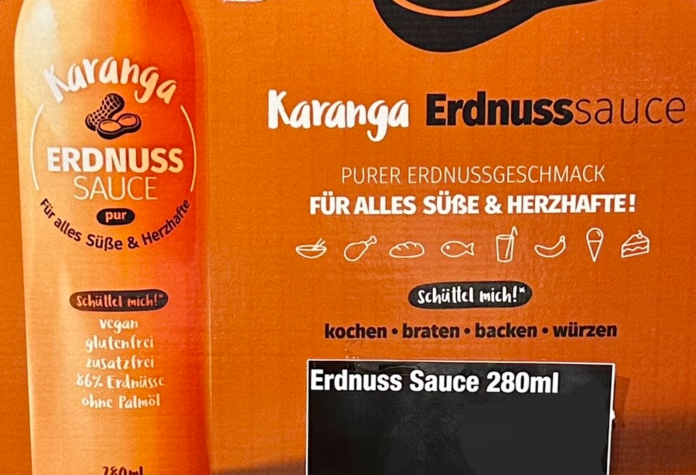 Karanga
ERDNUSS
SAUCE
pur
Für alles Süße & Herzhafte
Schüttel mich!*
vegan
glutenfrei
zusatzfrei
86% Erdnüsse
ohne Palmöl
280ml
Karanga Erdnusssauce
PURER ERDNUSSGESCHMACK
FÜR ALLES SÜßE & HERZHAFTE!
Schüttel mich!*
kochen • braten • backen • würzen
Erdnuss Sauce 280ml